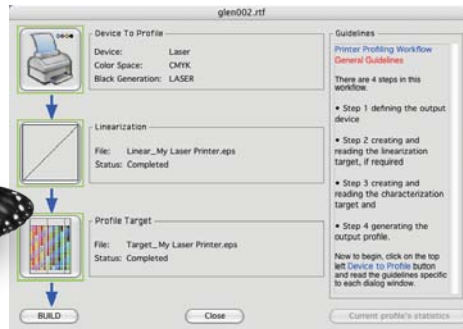 glen002.rtf
Device To Profile
Device: Laser
Color Space: CMYK
Black Generation: LASER
Linearization
File: Linear_My Laser Printer.eps
Status: Completed
Profile Target
File: Target_My Laser Printer.eps
Status: Completed
BUILD
Close
Guidelines
Printer Profiling Workflow
General Guidelines
There are 4 steps in this
workflow.
• Step 1 defining the output
device
• Step 2 creating and
reading the linearization
target, if required
• Step 3 creating and
reading the characterization
target and
• Step 4 generating the
output profile.
Now to begin, click on the top
left Device to Profile button
and read the guidelines specific
to each dialog window.
Current profile's statistics